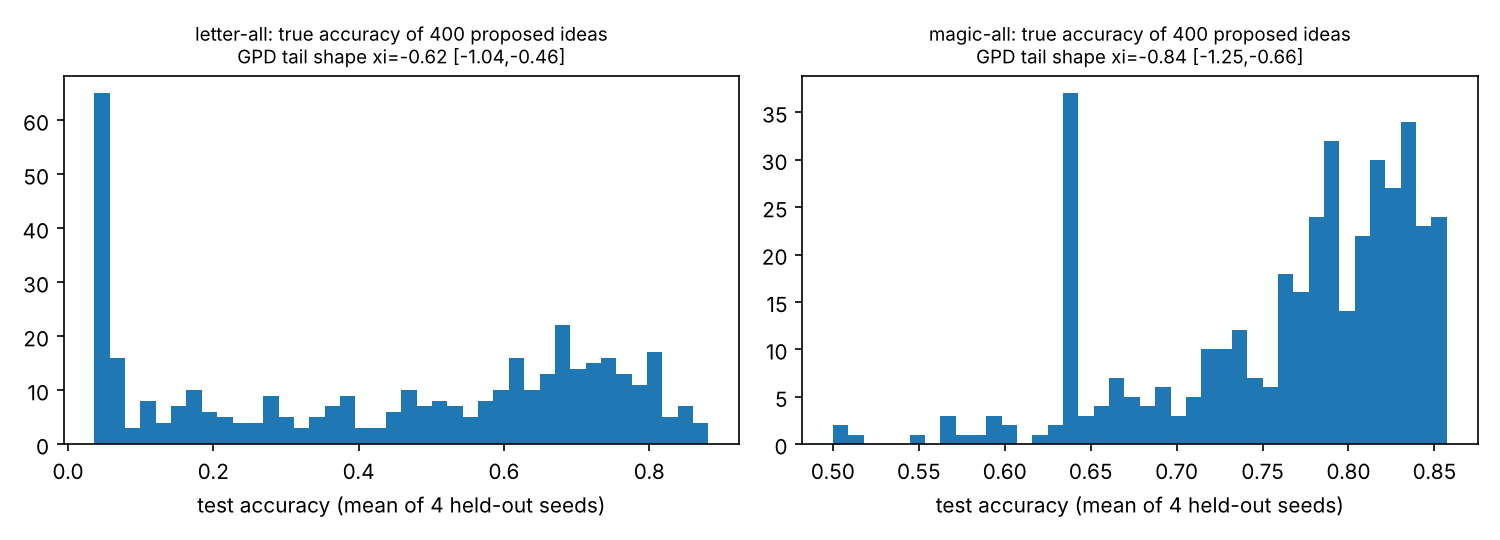 letter-all: true accuracy of 400 proposed ideas
GPD tail shape xi=-0.62 [-1.04,-0.46]
60
50
40
30
20
10
0
0.0 0.2 0.4 0.6 0.8
test accuracy (mean of 4 held-out seeds)
magic-all: true accuracy of 400 proposed ideas
GPD tail shape xi=-0.84 [-1.25,-0.66]
35
30
25
20
15
10
5
0
0.50 0.55 0.60 0.65 0.70 0.75 0.80 0.85
test accuracy (mean of 4 held-out seeds)